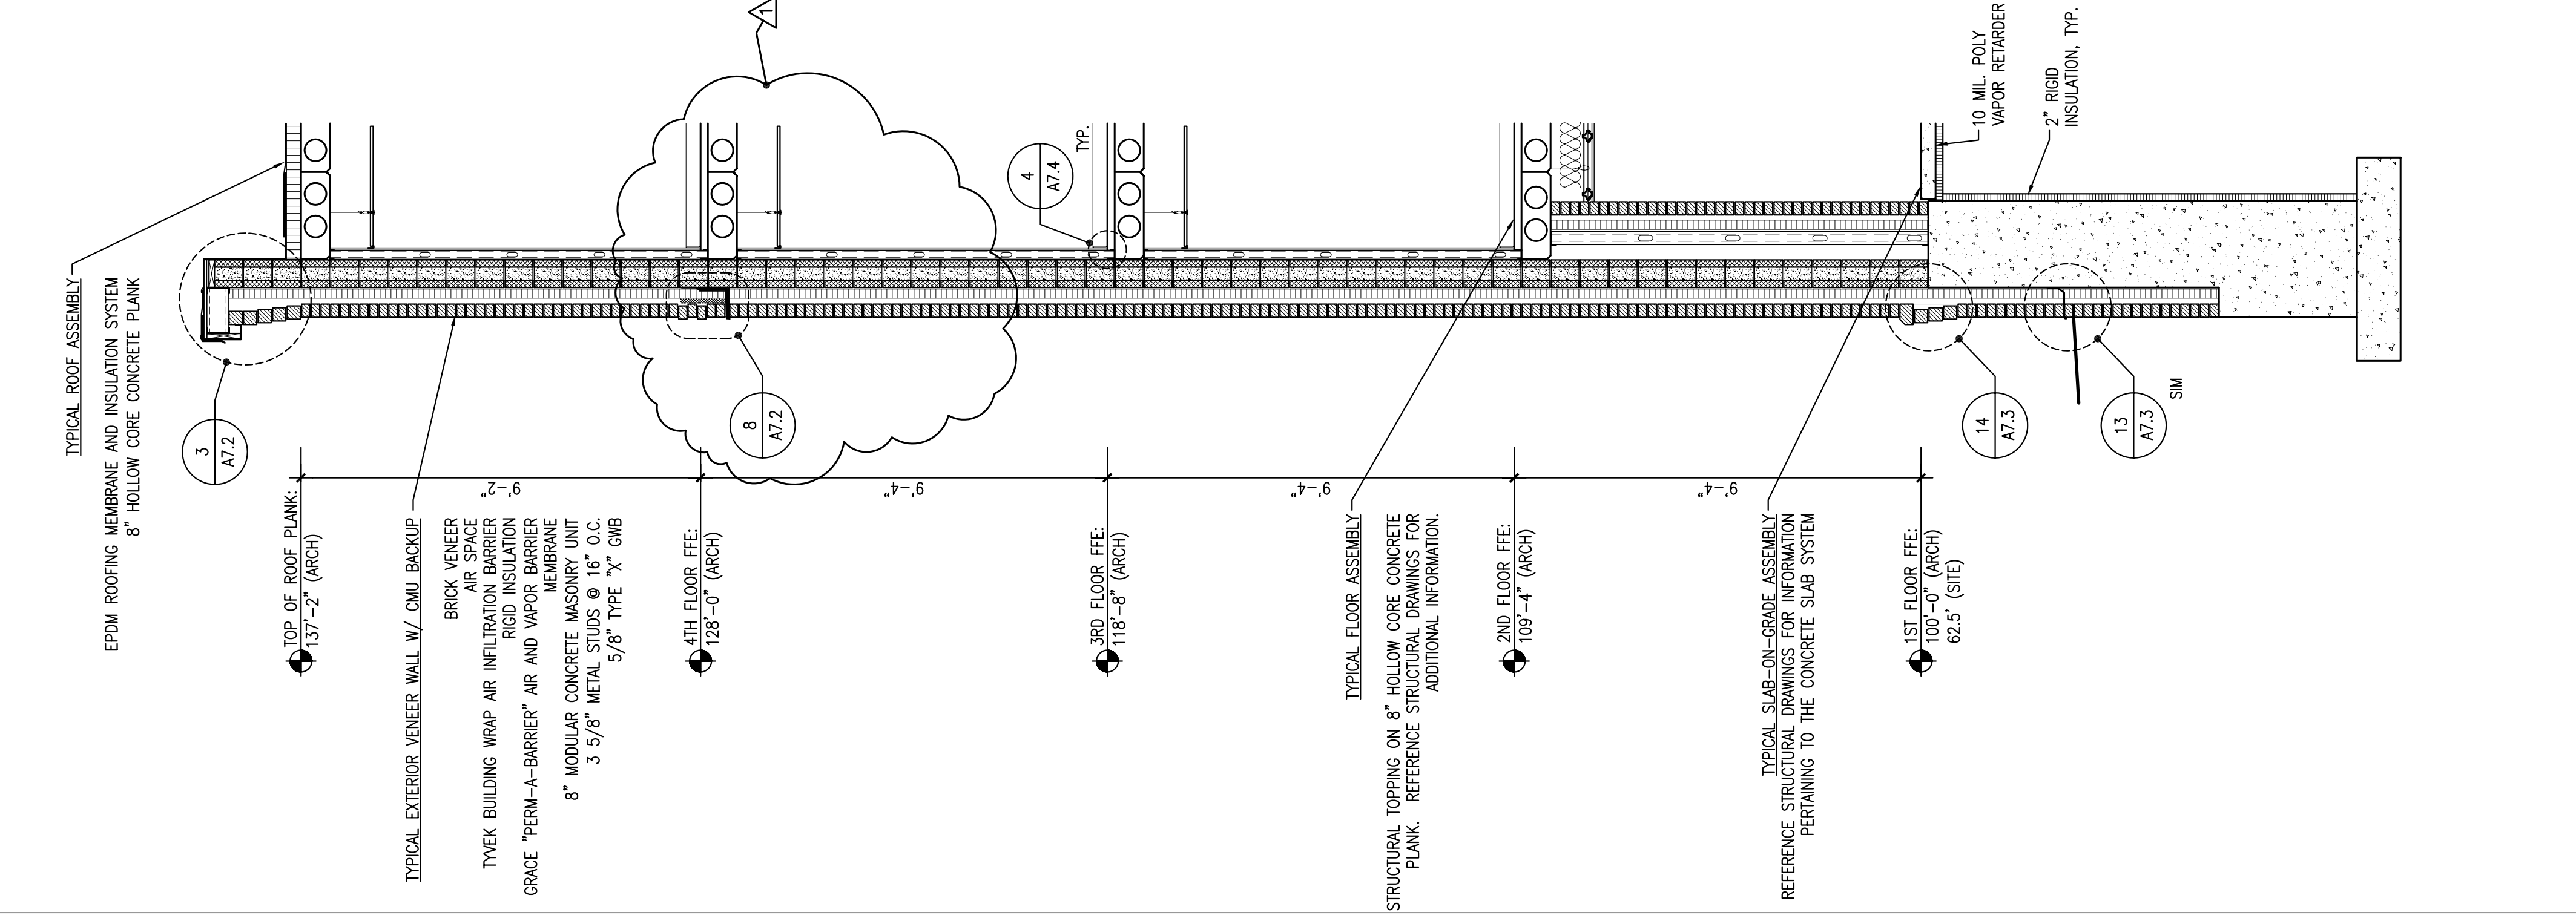 TYPICAL ROOF ASSEMBLY
EPDM ROOFING MEMBRANE AND INSULATION SYSTEM
8" HOLLOW CORE CONCRETE PLANK
3
A7.2
TOP OF ROOF PLANK:
137'-2" (ARCH)
9'-2"
TYPICAL EXTERIOR VENEER WALL W/ CMU BACKUP
BRICK VENEER
AIR SPACE
TYVEK BUILDING WRAP AIR INFILTRATION BARRIER
RIGID INSULATION
GRACE "PERM-A-BARRIER" AIR AND VAPOR BARRIER
MEMBRANE
8" MODULAR CONCRETE MASONRY UNIT
3 5/8" METAL STUDS @ 16" O.C.
5/8" TYPE "X" GWB
1
8
A7.2
4TH FLOOR FFE:
128'-0" (ARCH)
9'-4"
4
A7.4
TYP.
3RD FLOOR FFE:
118'-8" (ARCH)
9'-4"
TYPICAL FLOOR ASSEMBLY
STRUCTURAL TOPPING ON 8" HOLLOW CORE CONCRETE
PLANK. REFERENCE STRUCTURAL DRAWINGS FOR
ADDITIONAL INFORMATION.
2ND FLOOR FFE:
109'-4" (ARCH)
9'-4"
TYPICAL SLAB-ON-GRADE ASSEMBLY
REFERENCE STRUCTURAL DRAWINGS FOR INFORMATION
PERTAINING TO THE CONCRETE SLAB SYSTEM
1ST FLOOR FFE:
100'-0" (ARCH)
62.5' (SITE)
14
A7.3
13
A7.3
SIM
10 MIL. POLY
VAPOR RETARDER
2" RIGID
INSULATION, TYP.